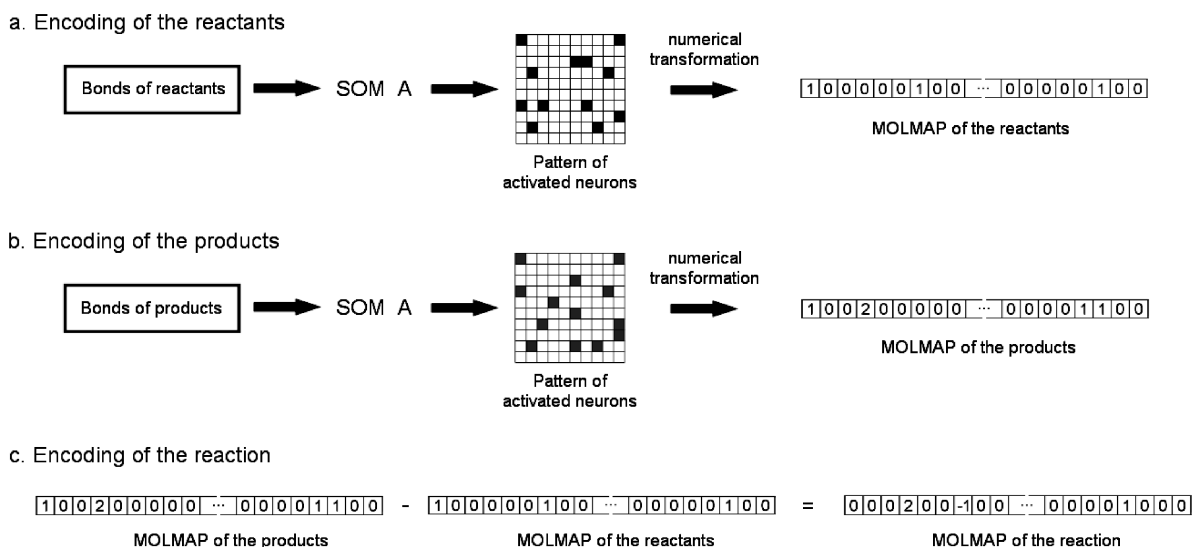 a. Encoding of the reactants
Bonds of reactants
SOM A
Pattern of
activated neurons
numerical
transformation
1 0 0 0 0 0 1 0 0 ... 0 0 0 0 0 1 0 0
MOLMAP of the reactants
b. Encoding of the products
Bonds of products
SOM A
Pattern of
activated neurons
numerical
transformation
1 0 0 2 0 0 0 0 0 ... 0 0 0 0 1 1 0 0
MOLMAP of the products
c. Encoding of the reaction
1 0 0 2 0 0 0 0 0 ... 0 0 0 0 1 1 0 0 - 1 0 0 0 0 0 1 0 0 ... 0 0 0 0 0 1 0 0 = 0 0 0 2 0 0 -1 0 0 ... 0 0 0 0 1 0 0 0
MOLMAP of the products MOLMAP of the reactants MOLMAP of the reaction